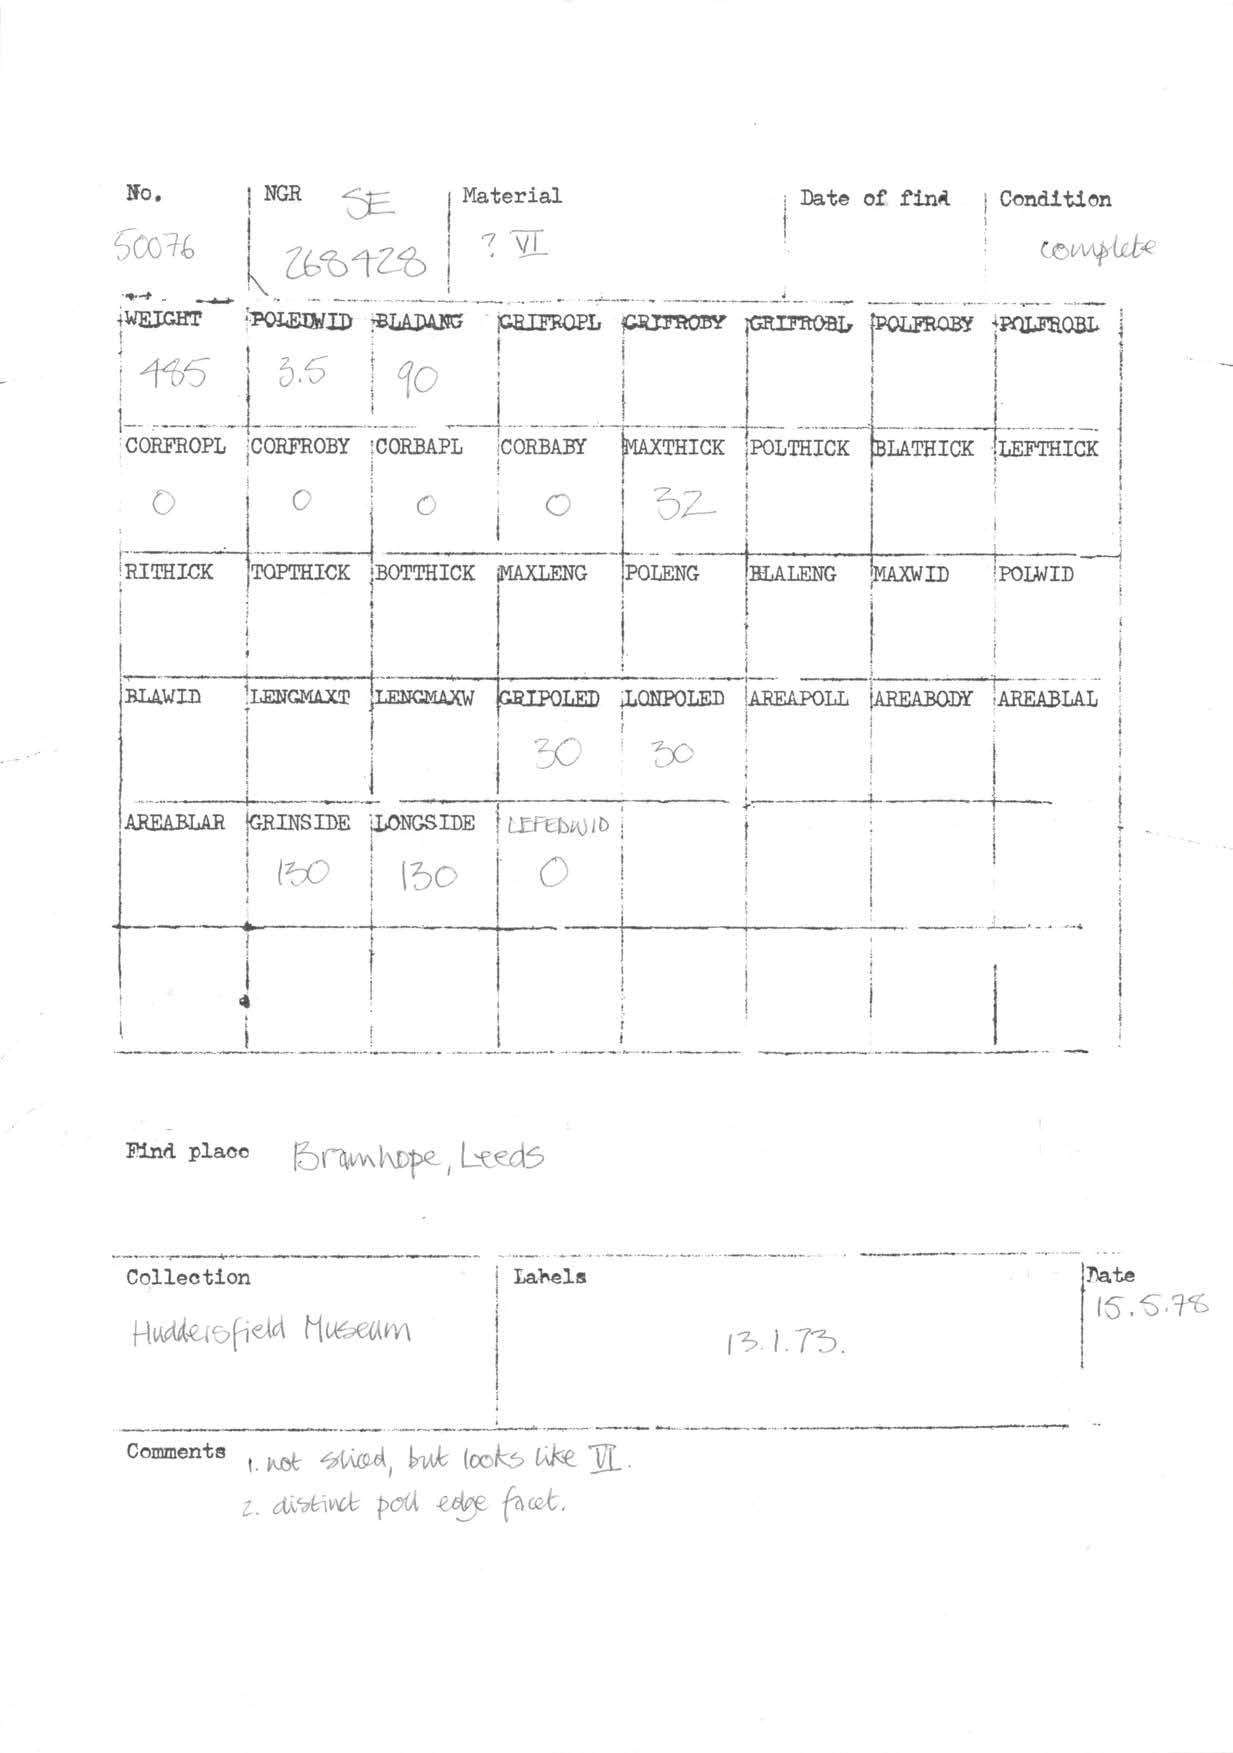 No. NGR SE Material Date of find Condition
50076 268428 ? VI complete
WEIGHT POLEDWID BLADANG GRIFROPL GRIFROBY GRIFROBL POLFROBY POLFROBL
485 3.5 90
CORFROPL CORFROBY CORBAPL CORBABY MAXTHICK POLTHICK BLATHICK LEFTHICK
0 0 0 0 32
RITHICK TOPTHICK BOTTHICK MAXLENG POLENG BLALENG MAXWID POLWID
BLAWID LENGMAXT LENGMAXW GRIPOLED LONPOLED AREAPOLL AREABODY AREABLAL
30 30
AREABLAR GRINSIDE LONGSIDE LEFEDWID
130 130 0
Find place Bramhope, Leeds
Collection Labels Date
Huddersfield Museum 13.1.73. 15.5.78
Comments 1. not sliced, but looks like VI.
2. distinct poll edge facet.